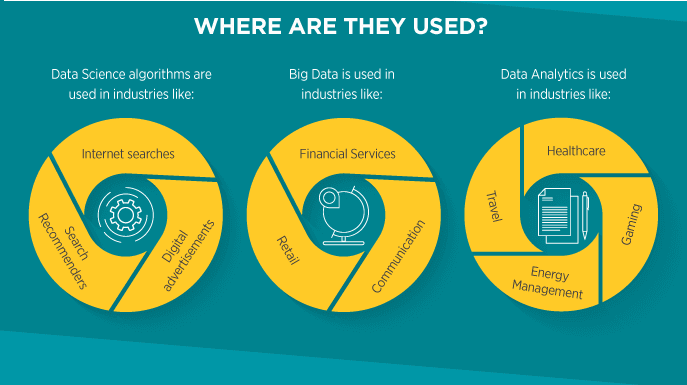 WHERE ARE THEY USED?
Data Science algorithms are
used in industries like:
Internet searches
Search
Recommenders
Digital
advertisements
Big Data is used in
industries like:
Financial Services
Retail
Communication
Data Analytics is used
in industries like:
Healthcare
Travel
Gaming
Energy
Management